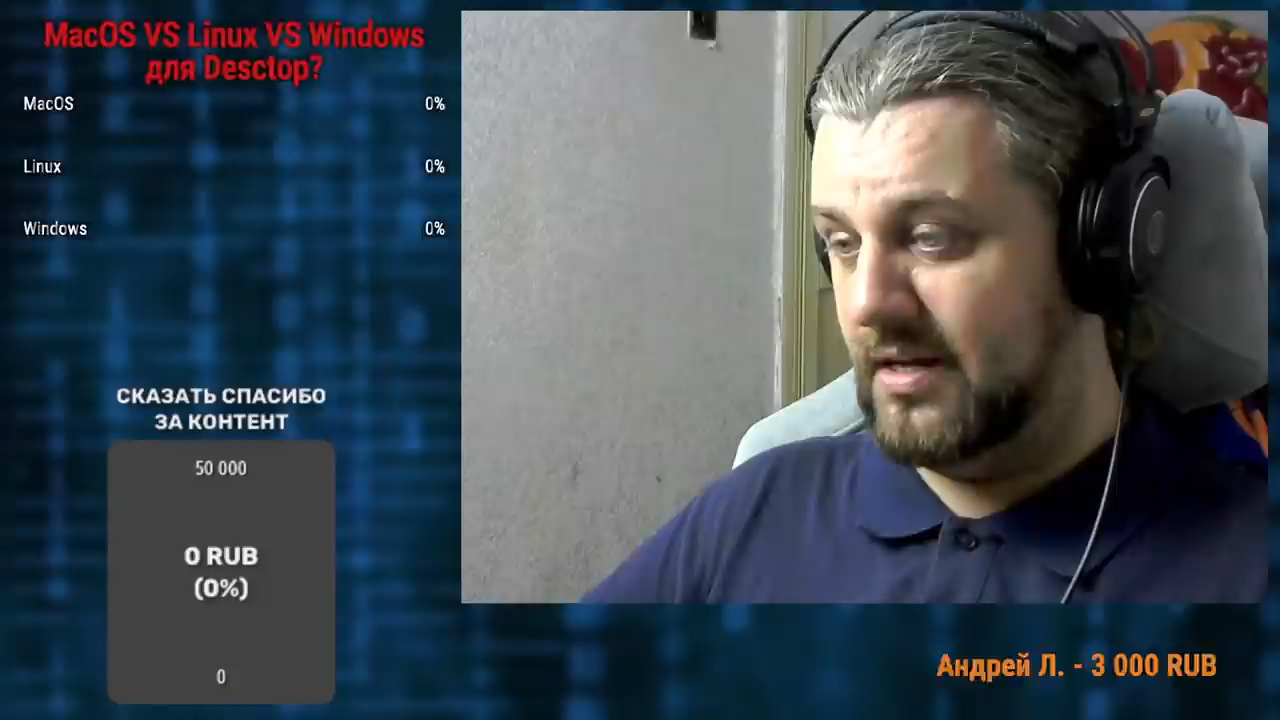 MacOS VS Linux VS Windows
для Desctop?
MacOS 0%
Linux 0%
Windows 0%
СКАЗАТЬ СПАСИБО
ЗА КОНТЕНТ
50 000
0 RUB
(0%)
0
Андрей Л. - 3 000 RUB